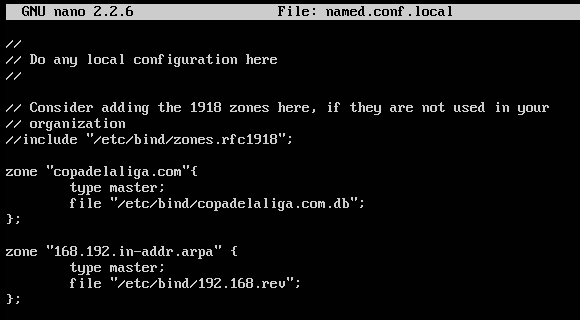 GNU nano 2.2.6 File: named.conf.local
//
// Do any local configuration here
//
// Consider adding the 1918 zones here, if they are not used in your
// organization
//include "/etc/bind/zones.rfc1918";
zone "copadelaliga.com"{
type master;
file "/etc/bind/copadelaliga.com.db";
};
zone "168.192.in-addr.arpa" {
type master;
file "/etc/bind/192.168.rev";
};